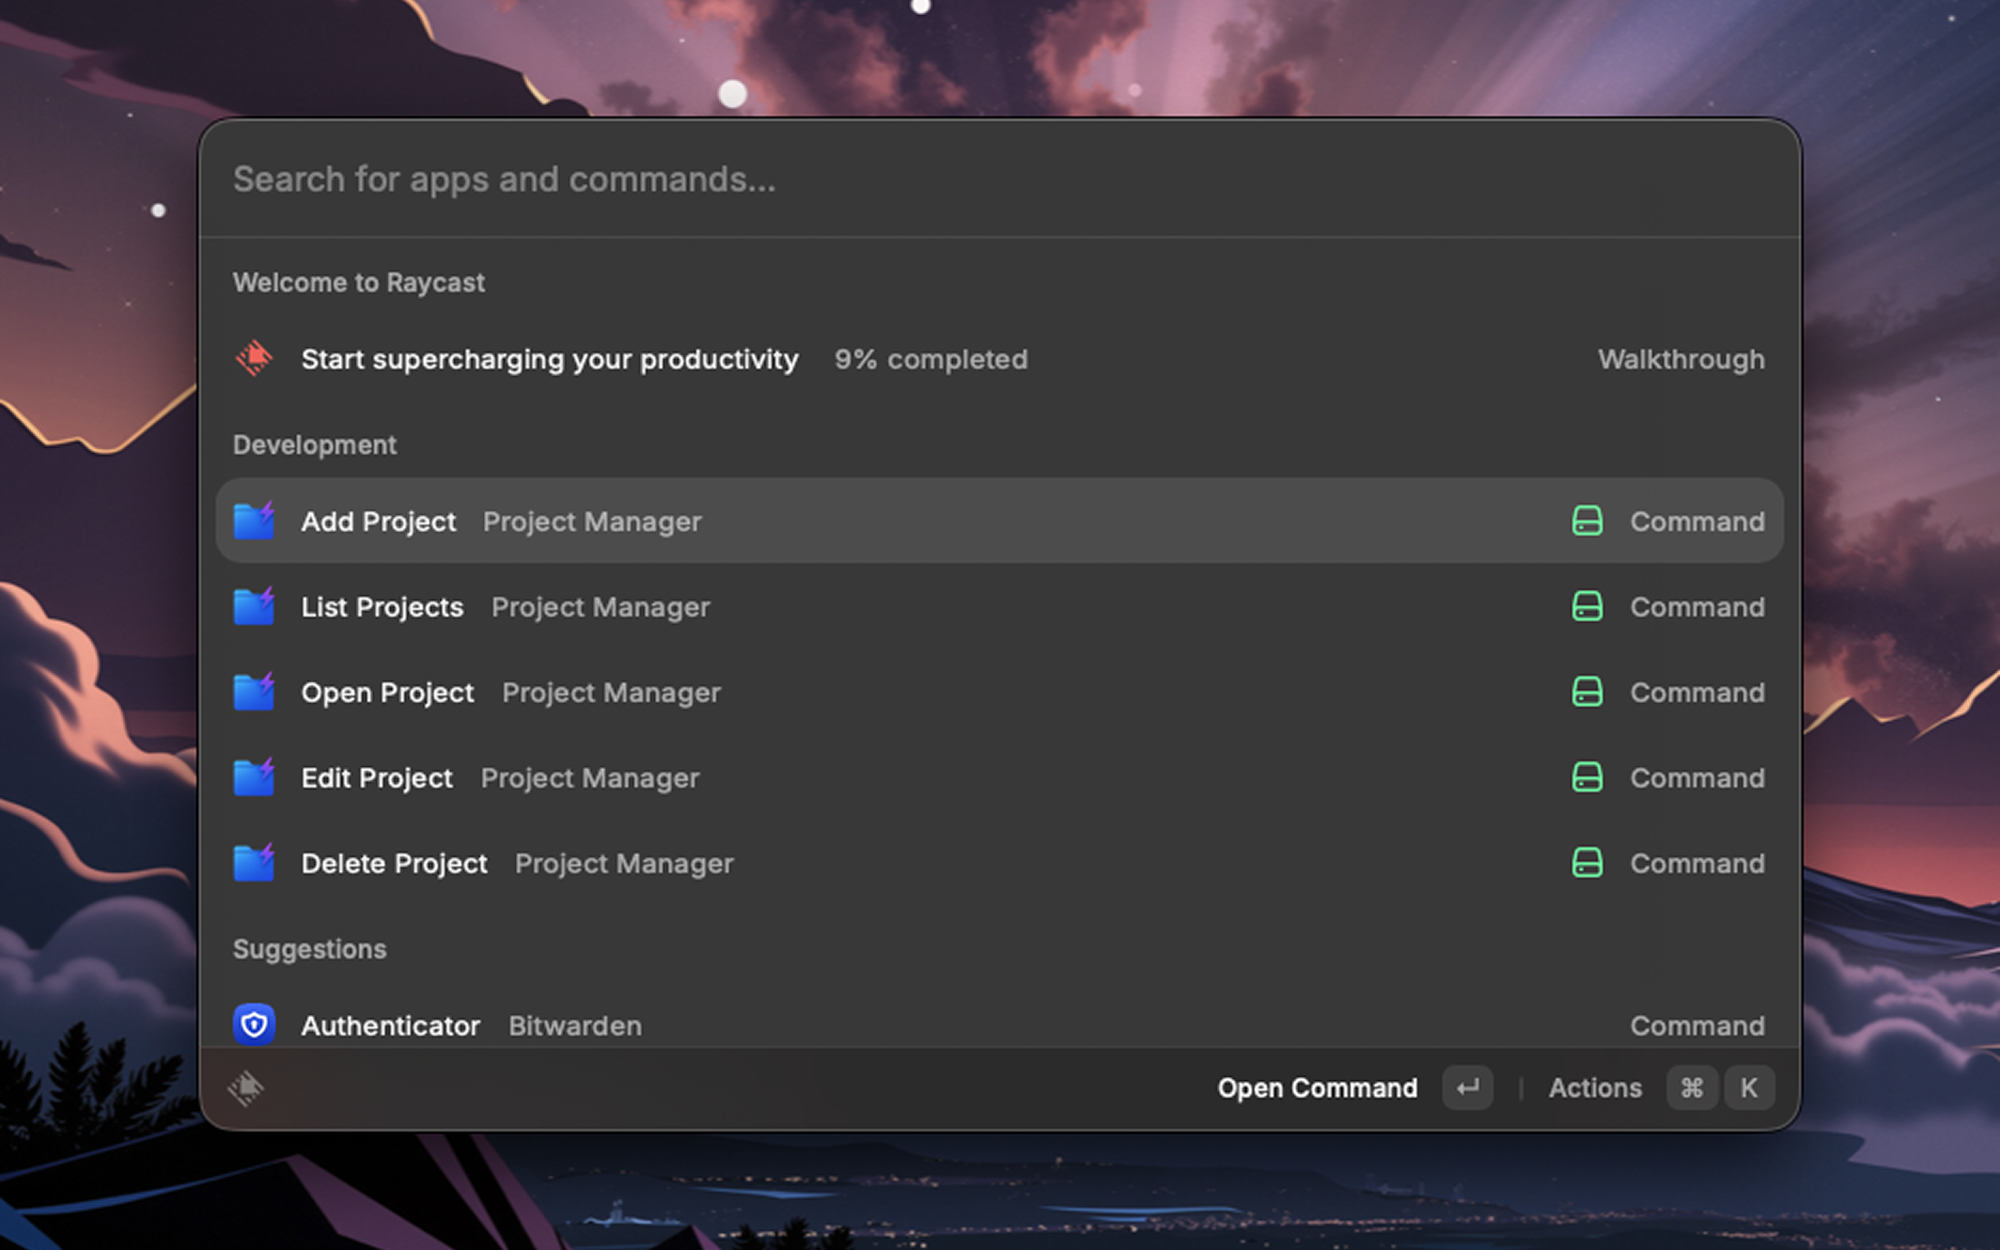 Search for apps and commands...
Welcome to Raycast
Start supercharging your productivity 9% completed Walkthrough
Development
Add Project Project Manager Command
List Projects Project Manager Command
Open Project Project Manager Command
Edit Project Project Manager Command
Delete Project Project Manager Command
Suggestions
Authenticator Bitwarden Command
Open Command ↵ | Actions ⌘ K